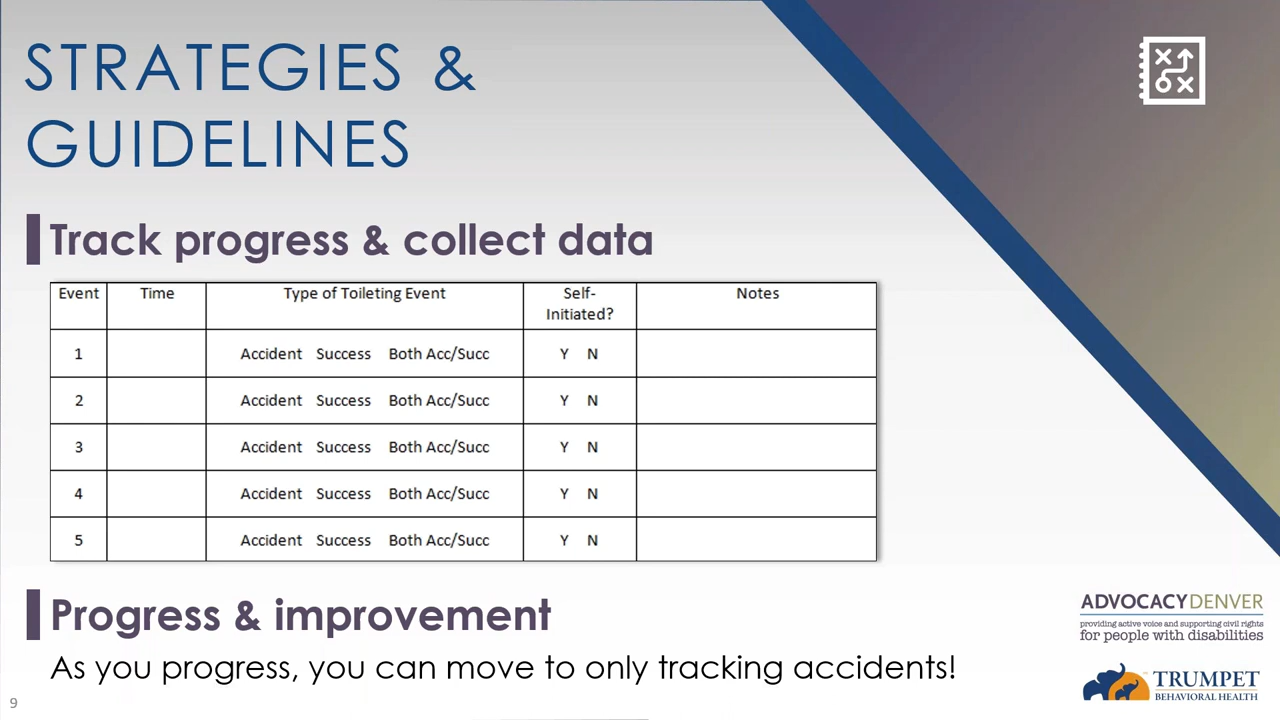 STRATEGIES &
GUIDELINES
Track progress & collect data
Event Time Type of Toileting Event Self-Initiated? Notes
1 Accident Success Both Acc/Succ Y N
2 Accident Success Both Acc/Succ Y N
3 Accident Success Both Acc/Succ Y N
4 Accident Success Both Acc/Succ Y N
5 Accident Success Both Acc/Succ Y N
Progress & improvement
As you progress, you can move to only tracking accidents!
ADVOCACYDENVER
providing active voice and supporting civil rights
for people with disabilities
TRUMPET
BEHAVIORAL HEALTH
9